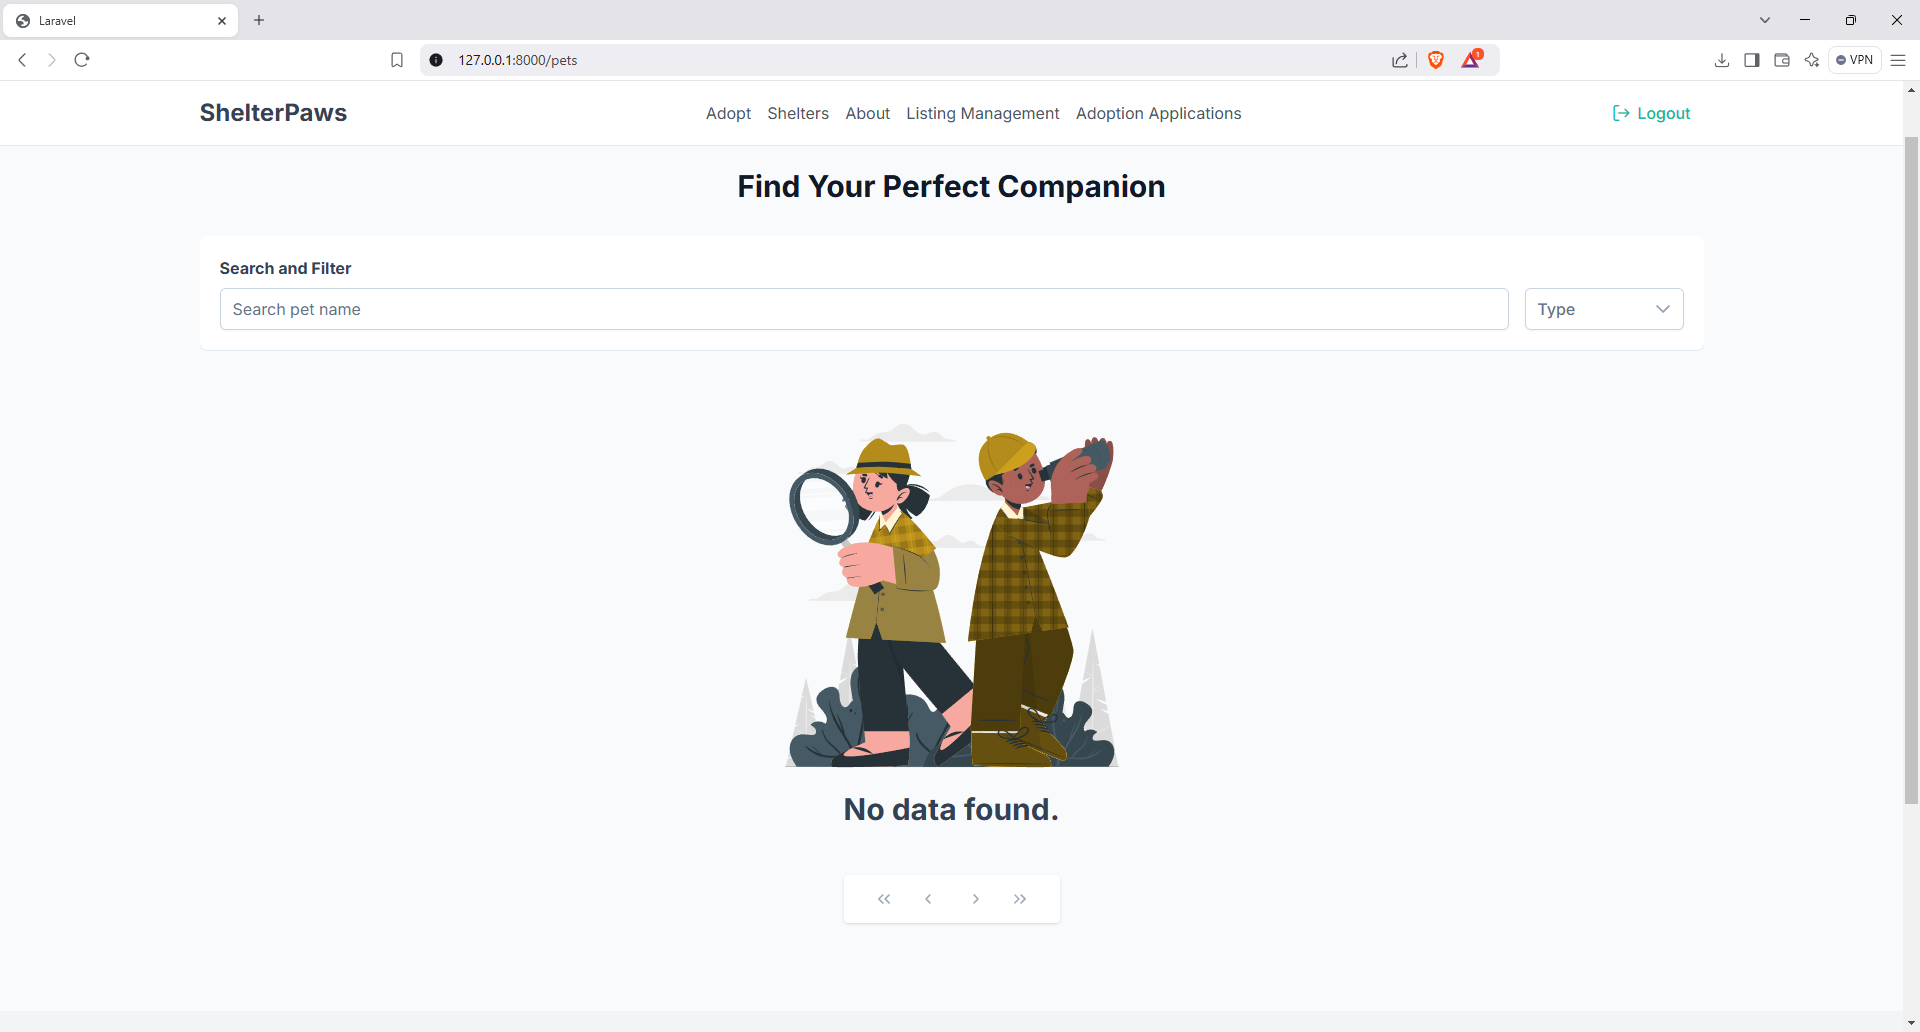 Laravel
127.0.0.1:8000/pets
1
VPN
ShelterPaws
Adopt Shelters About Listing Management Adoption Applications
Logout
Find Your Perfect Companion
Search and Filter
Search pet name
Type
No data found.